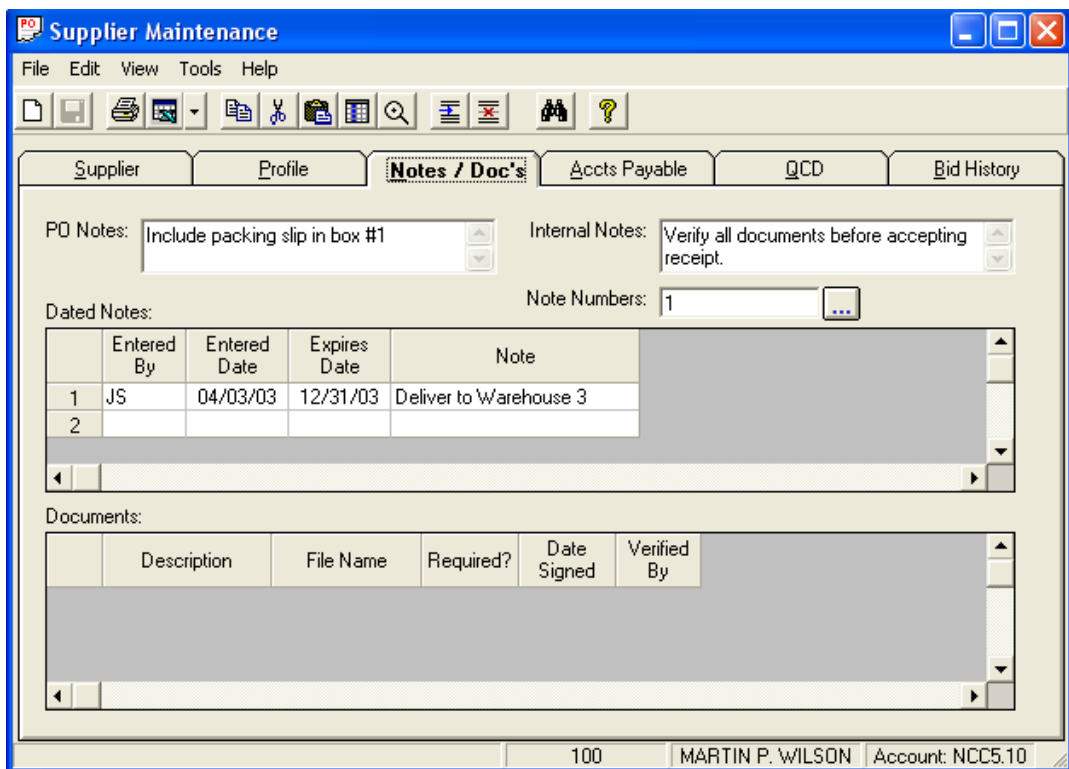 PO
Supplier Maintenance
File Edit View Tools Help
Supplier Profile Notes / Doc's Accts Payable QCD Bid History
PO Notes: Include packing slip in box #1 Internal Notes: Verify all documents before accepting
receipt.
Note Numbers: 1 ...
Dated Notes:
Entered Entered Expires Note
By Date Date
1 JS 04/03/03 12/31/03 Deliver to Warehouse 3
2
Documents:
Description File Name Required? Date Verified
Signed By
100 MARTIN P. WILSON Account: NCC5.10